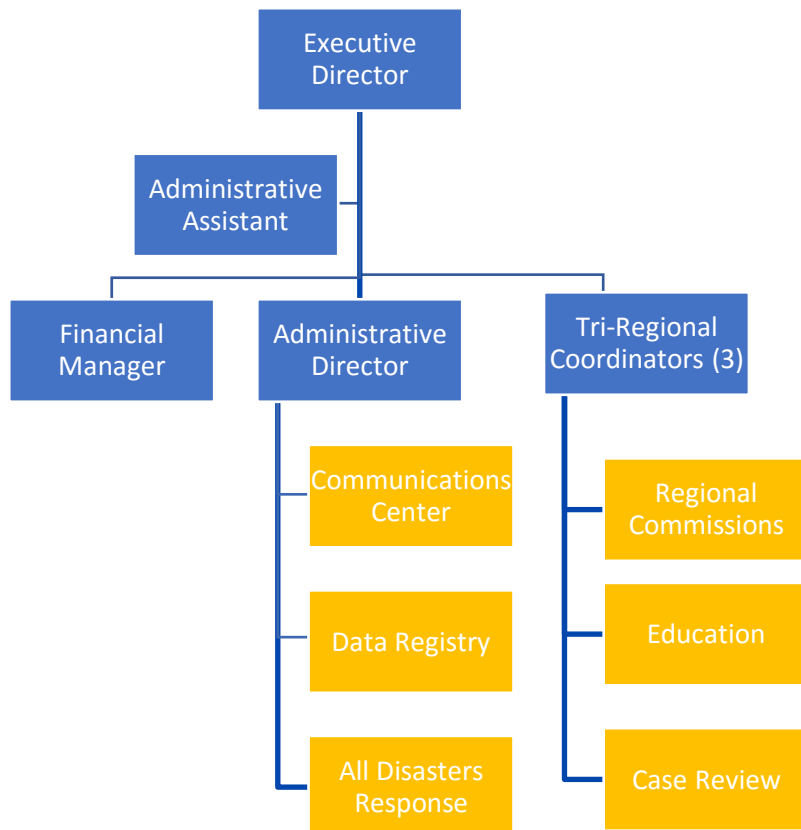 Executive
Director
Administrative
Assistant
Financial
Manager
Administrative
Director
Tri-Regional
Coordinators (3)
Communications
Center
Data Registry
All Disasters
Response
Regional
Commissions
Education
Case Review